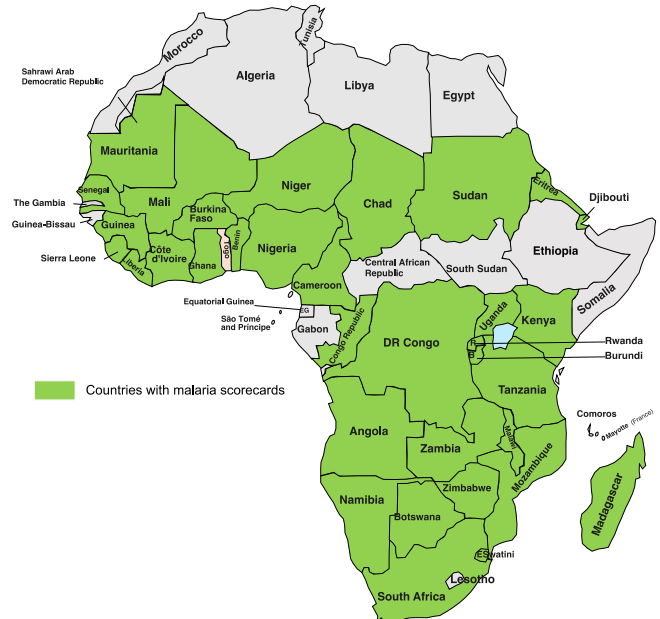 Morocco
Tunisia
Sahrawi Arab
Democratic Republic
Algeria
Libya
Egypt
Mauritania
Mali
Niger
Chad
Sudan
Eritrea
Djibouti
Senegal
The Gambia
Guinea-Bissau
Guinea
Sierra Leone
Liberia
Côte
d'Ivoire
Burkina
Faso
Ghana
Togo
Benin
Nigeria
Cameroon
Central African
Republic
South Sudan
Ethiopia
Somalia
Equatorial Guinea
EG
São Tomé
and Príncipe
Gabon
Congo Republic
DR Congo
Uganda
Kenya
R
Rwanda
B
Burundi
Tanzania
Countries with malaria scorecards
Comoros
Mayotte (France)
Angola
Zambia
Malawi
Mozambique
Madagascar
Zimbabwe
Namibia
Botswana
ESwatini
Lesotho
South Africa